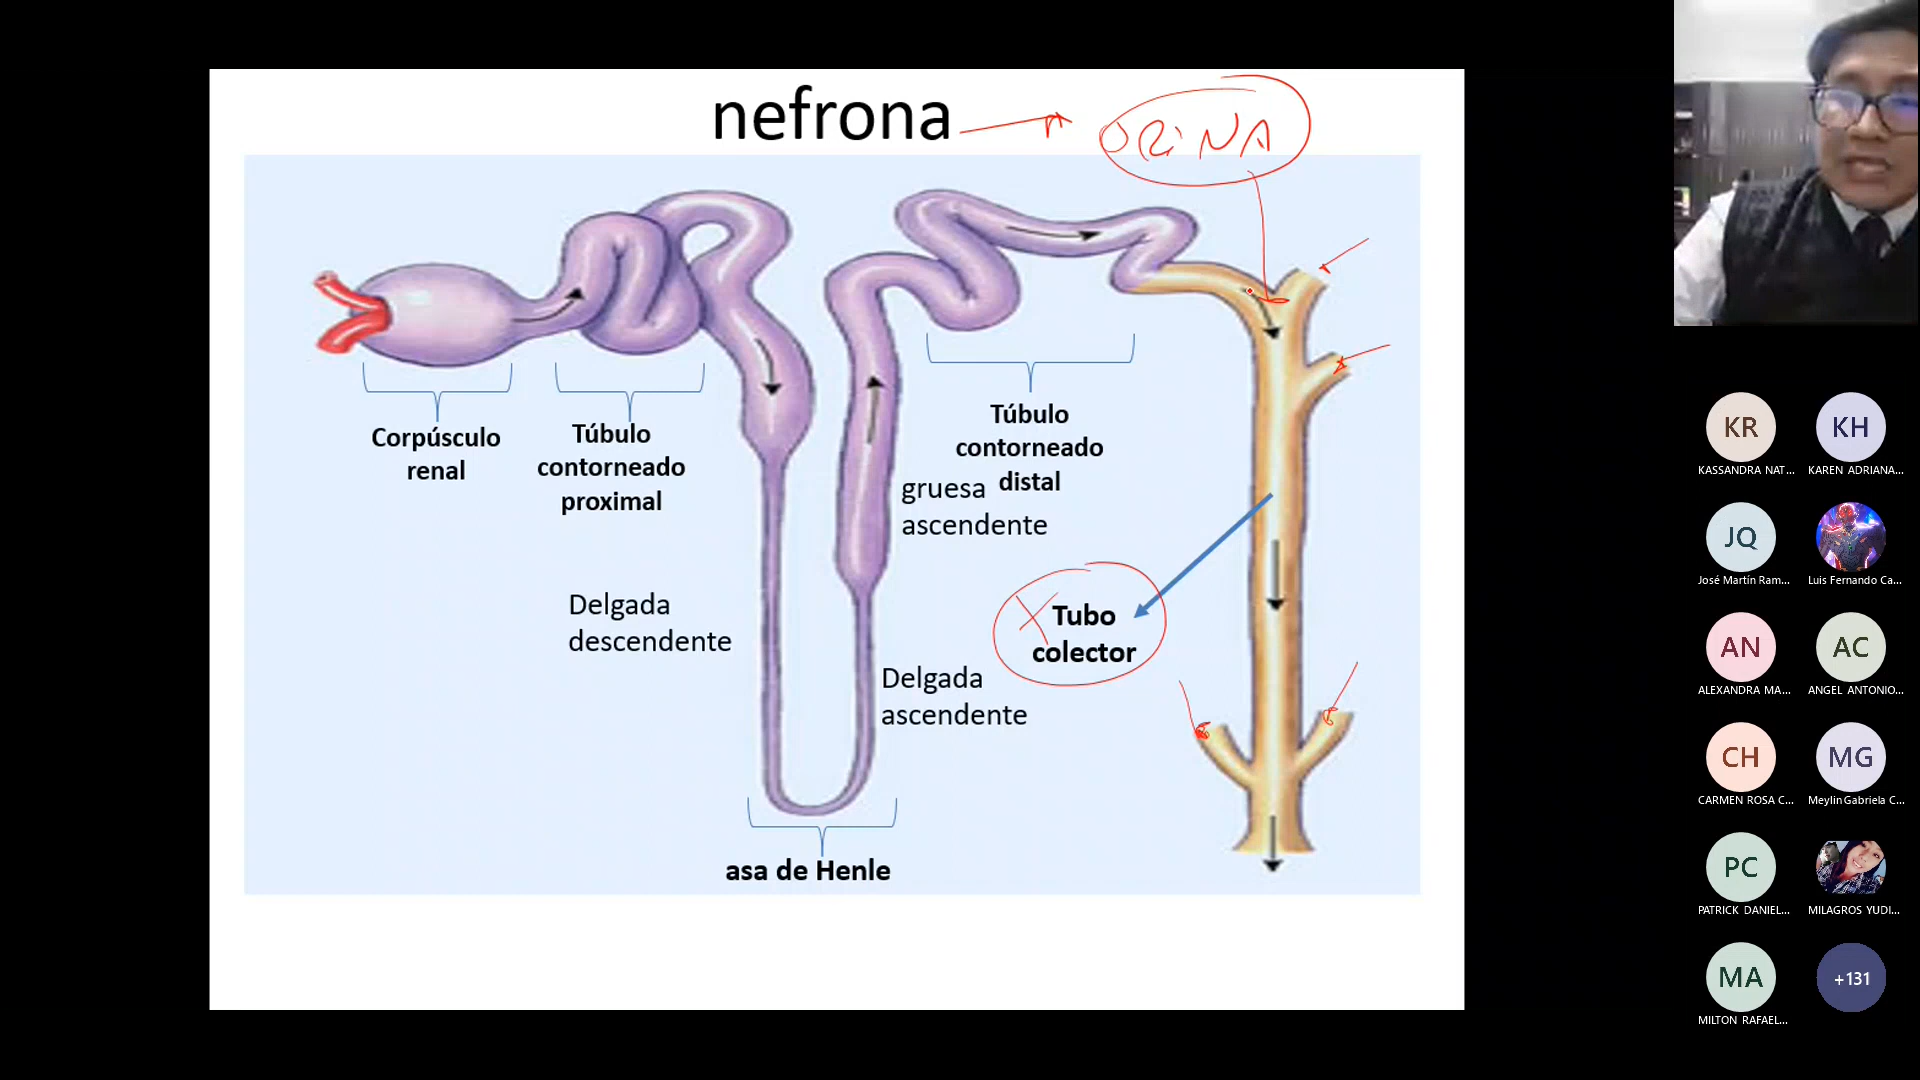 nefrona
ORINA
Corpúsculo
renal
Túbulo
contorneado
proximal
Túbulo
contorneado
distal
gruesa
ascendente
Delgada
descendente
Delgada
ascendente
X
Tubo
colector
asa de Henle
KR
KASSANDRA NAT...
KH
KAREN ADRIANA...
JQ
José Martín Ram...
Luis Fernando Ca...
AN
ALEXANDRA MA...
AC
ANGEL ANTONIO...
CH
CARMEN ROSA C...
MG
Meylin Gabriela C...
PC
PATRICK DANIEL...
MILAGROS YUDI...
MA
MILTON RAFAEL...
+131